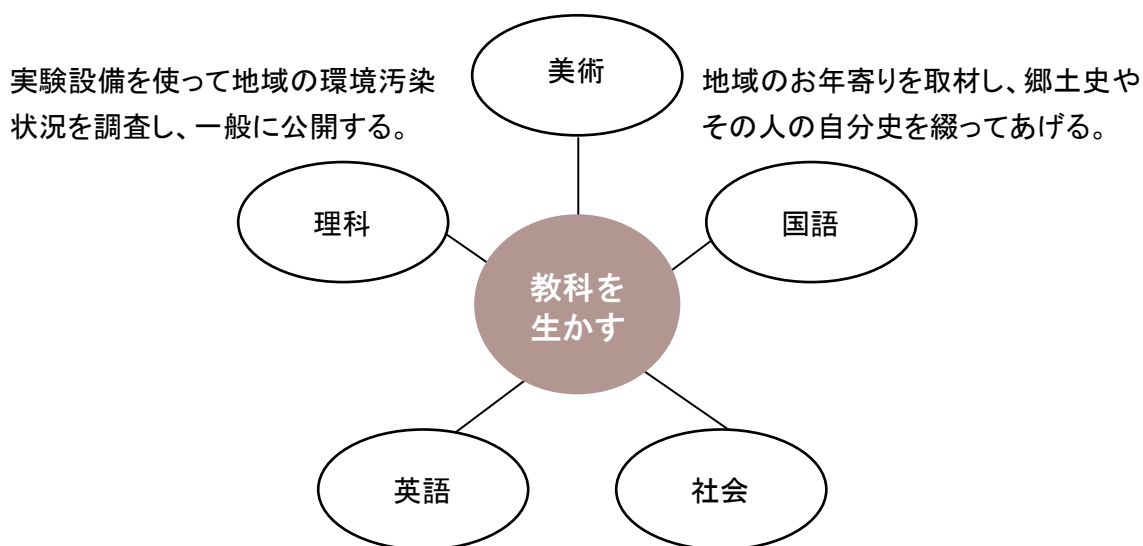 美術
実験設備を使って地域の環境汚染
状況を調査し、一般に公開する。
地域のお年寄りを取材し、郷土史や
その人の自分史を綴ってあげる。
理科
国語
教科を
生かす
英語
社会